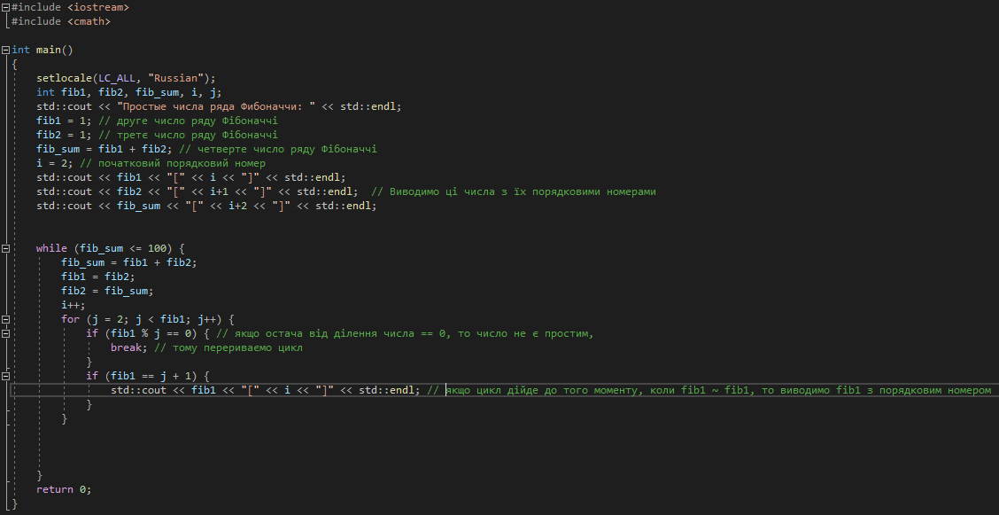 #include <iostream>
#include <cmath>
int main()
{
setlocale(LC_ALL, "Russian");
int fib1, fib2, fib_sum, i, j;
std::cout << "Простые числа ряда Фибоначчи: " << std::endl;
fib1 = 1; // друге число ряду Фібоначчі
fib2 = 1; // третє число ряду Фібоначчі
fib_sum = fib1 + fib2; // четверте число ряду Фібоначчі
i = 2; // початковий порядковий номер
std::cout << fib1 << "[" << i << "]" << std::endl;
std::cout << fib2 << "[" << i+1 << "]" << std::endl;  // Виводимо ці числа з їх порядковими номерами
std::cout << fib_sum << "[" << i+2 << "]" << std::endl;
while (fib_sum <= 100) {
fib_sum = fib1 + fib2;
fib1 = fib2;
fib2 = fib_sum;
i++;
for (j = 2; j < fib1; j++) {
if (fib1 % j == 0) { // якщо остача від ділення числа == 0, то число не є простим,
break; // тому перериваємо цикл
}
if (fib1 == j + 1) {
std::cout << fib1 << "[" << i << "]" << std::endl; // якщо цикл дійде до того моменту, коли fib1 ~ fib1, то виводимо fib1 з порядковим номером
}
}
}
return 0;
}